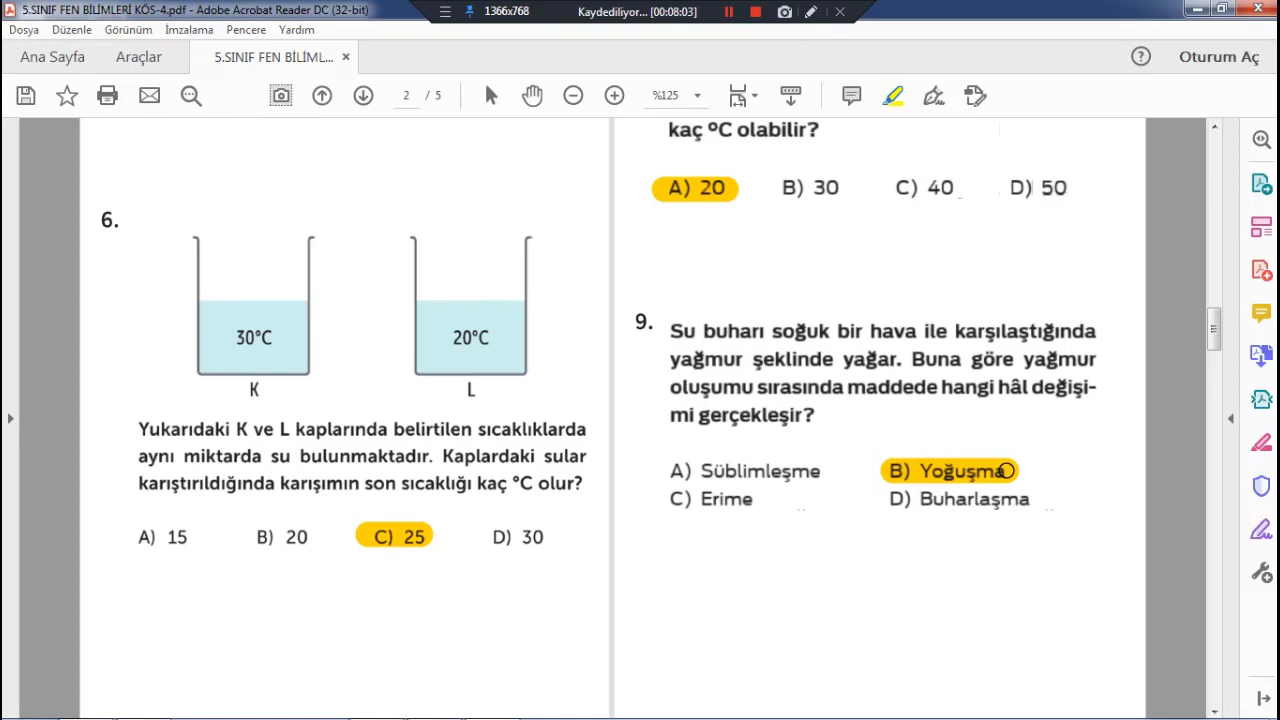 5.SINIF FEN BİLİMLERİ KÖS-4.pdf - Adobe Acrobat Reader DC (32-bit)
1366x768
Kaydediliyor... [00:08:03]
Dosya Düzenle Görünüm İmzalama Pencere Yardım
Ana Sayfa Araçlar 5.SINIF FEN BİLİML... × Oturum Aç
2 / 5 %125
6.
30°C 20°C
K L
Yukarıdaki K ve L kaplarında belirtilen sıcaklıklarda
aynı miktarda su bulunmaktadır. Kaplardaki sular
karıştırıldığında karışımın son sıcaklığı kaç °C olur?
A) 15 B) 20 C) 25 D) 30
kaç °C olabilir?
A) 20 B) 30 C) 40 D) 50
9.
Su buharı soğuk bir hava ile karşılaştığında
yağmur şeklinde yağar. Buna göre yağmur
oluşumu sırasında maddede hangi hâl değişi-
mi gerçekleşir?
A) Süblimleşme B) Yoğuşma
C) Erime D) Buharlaşma